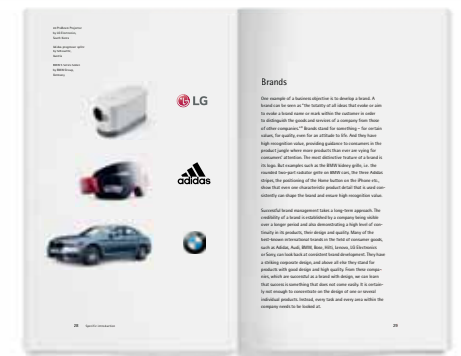 LG
adidas
BMW
28
Brands
One example of a business objective is to develop a brand. A
brand can be seen as "the totality of all ideas that evoke or aim
to evoke a brand name or mark within the customer in order
to distinguish the goods and services of a company from those
of other companies." Brands stand for something – for certain
values, for quality, even for an attitude to life. And they have
high recognition value, providing guidance to consumers in the
product jungle where more products than ever are vying for
consumers' attention. The most distinctive feature of a brand is
its logo. But examples such as the BMW kidney grille, i.e. the
rounded two-part radiator grille on BMW cars, the three Adidas
stripes, the positioning of the Home button on the iPhone etc.,
show that even one characteristic product detail that is used con-
sistently can shape the brand and ensure high recognition value.
Successful brand management takes a long-term approach. The
credibility of a brand is established by a company being visible
over a longer period and also demonstrating a high level of con-
tinuity in its products, their design and quality. Many of the
best-known international brands in the field of consumer goods,
such as Adidas, Audi, BMW, Bose, Hilti, Lenovo, LG Electronics
or Sony, can look back at consistent brand development. They have
a striking corporate design, and above all else they stand for
products with good design and high quality. From these compa-
nies, which are successful as a brand with design, we can learn
that success is something that does not come easily. It is certain-
ly not enough to concentrate on the design of one or several
individual products. Instead, every task and every area within the
company needs to be looked at.
29